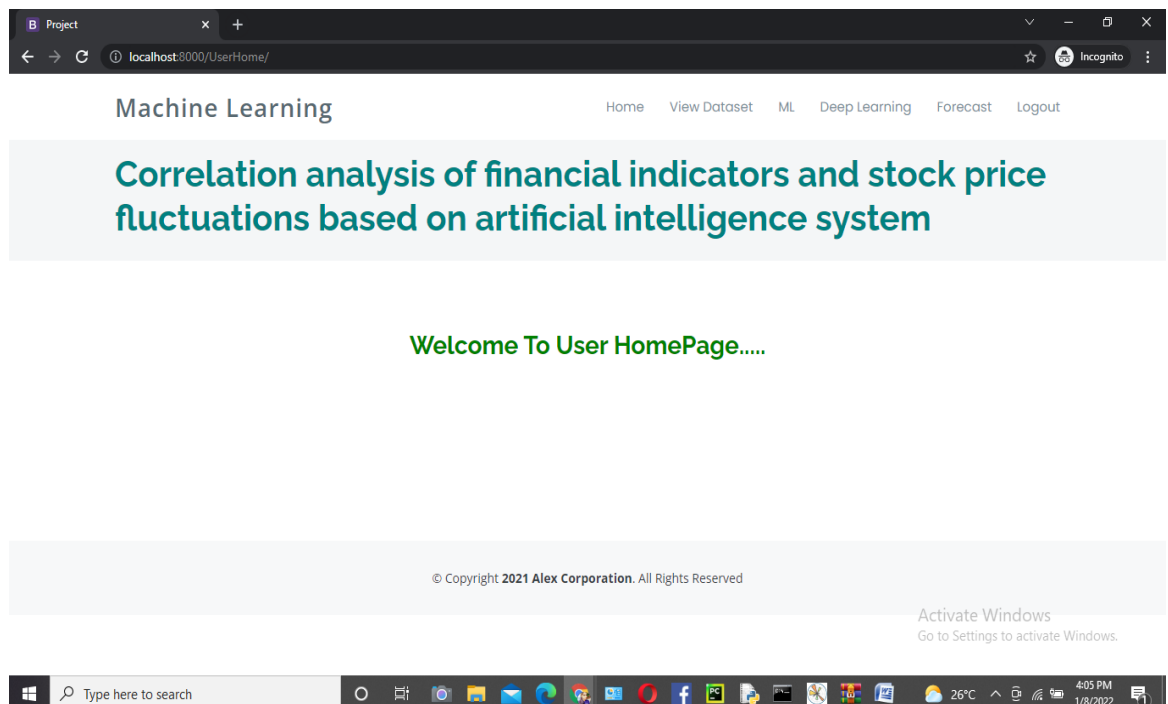 B Project
localhost:8000/UserHome/
Incognito
Machine Learning
Home View Dataset ML Deep Learning Forecast Logout
Correlation analysis of financial indicators and stock price
fluctuations based on artificial intelligence system
Welcome To User HomePage.....
© Copyright 2021 Alex Corporation. All Rights Reserved
Activate Windows
Go to Settings to activate Windows.
Type here to search
26°C
4:05 PM
1/8/2022